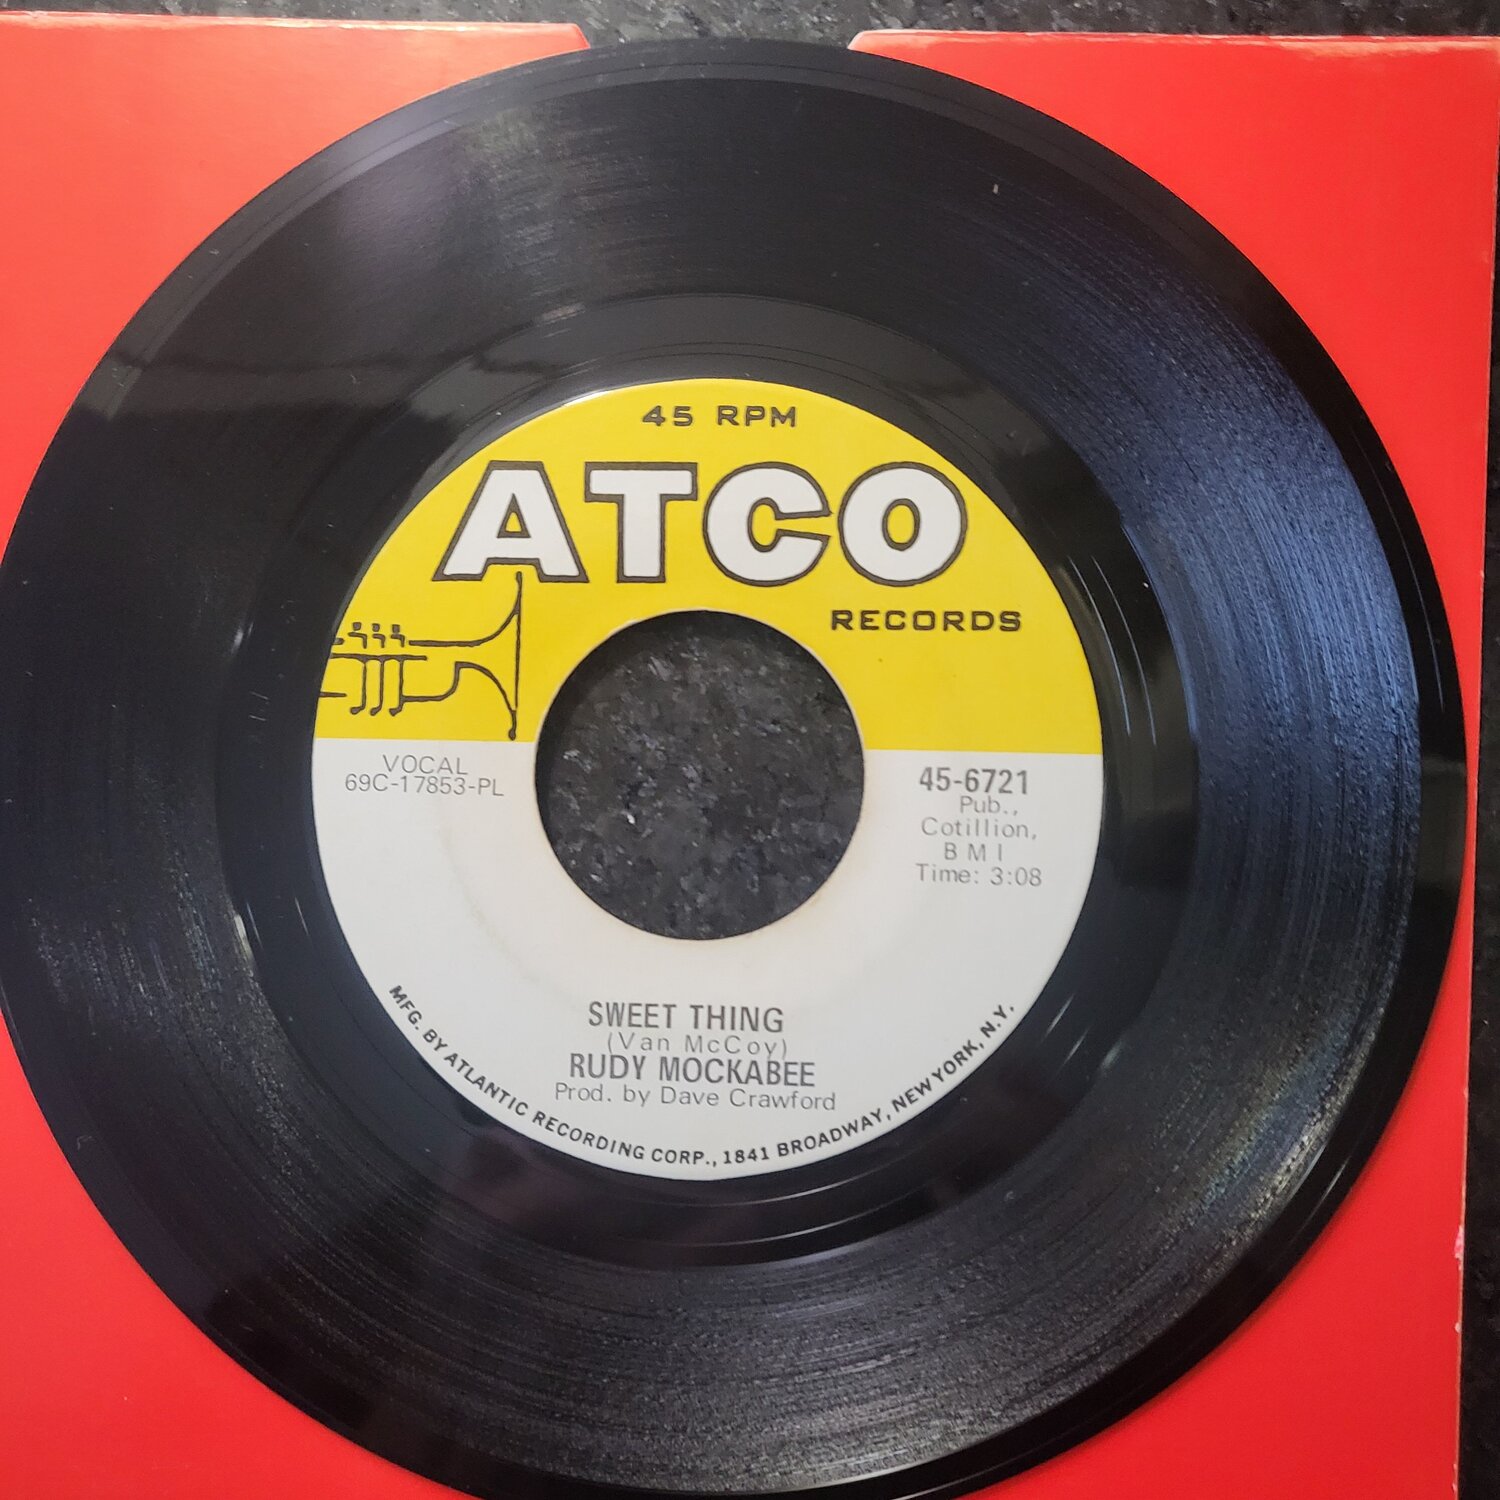 45 RPM
ATCO
RECORDS
VOCAL
69C-17853-PL
45-6721
Pub.,
Cotillion,
BMI
Time: 3:08
SWEET THING
(Van McCoy)
RUDY MOCKABEE
Prod. by Dave Crawford
MFG. BY ATLANTIC RECORDING CORP., 1841 BROADWAY, NEW YORK, N.Y.